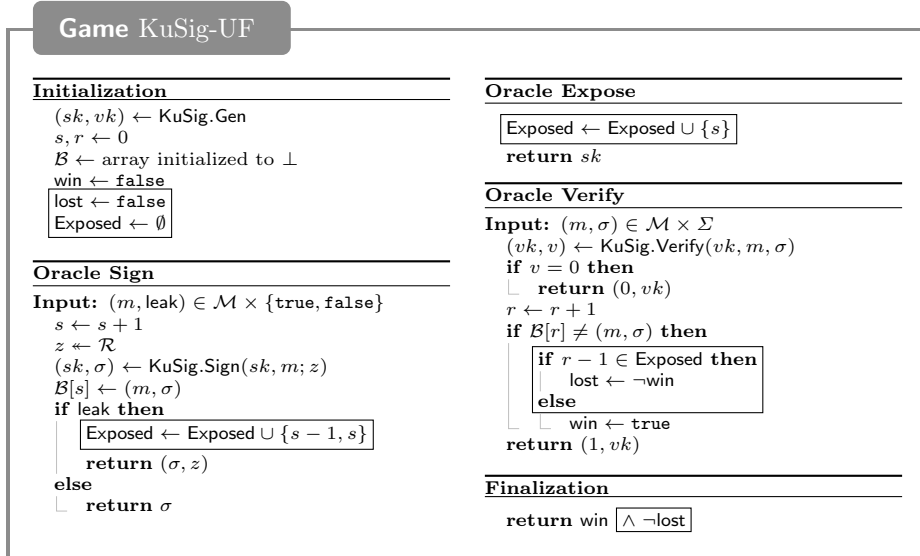 Game KuSig-UF
Initialization
(sk, vk) ← KuSig.Gen
s, r ← 0
ℬ ← array initialized to ⊥
win ← false
lost ← false
Exposed ← ∅
Oracle Sign
Input: (m, leak) ∈ ℳ × {true, false}
s ← s + 1
z ↞ ℛ
(sk, σ) ← KuSig.Sign(sk, m; z)
ℬ[s] ← (m, σ)
if leak then
Exposed ← Exposed ∪ {s − 1, s}
return (σ, z)
else
return σ
Oracle Expose
Exposed ← Exposed ∪ {s}
return sk
Oracle Verify
Input: (m, σ) ∈ ℳ × Σ
(vk, v) ← KuSig.Verify(vk, m, σ)
if v = 0 then
return (0, vk)
r ← r + 1
if ℬ[r] ≠ (m, σ) then
if r − 1 ∈ Exposed then
lost ← ¬win
else
win ← true
return (1, vk)
Finalization
return win ∧ ¬lost